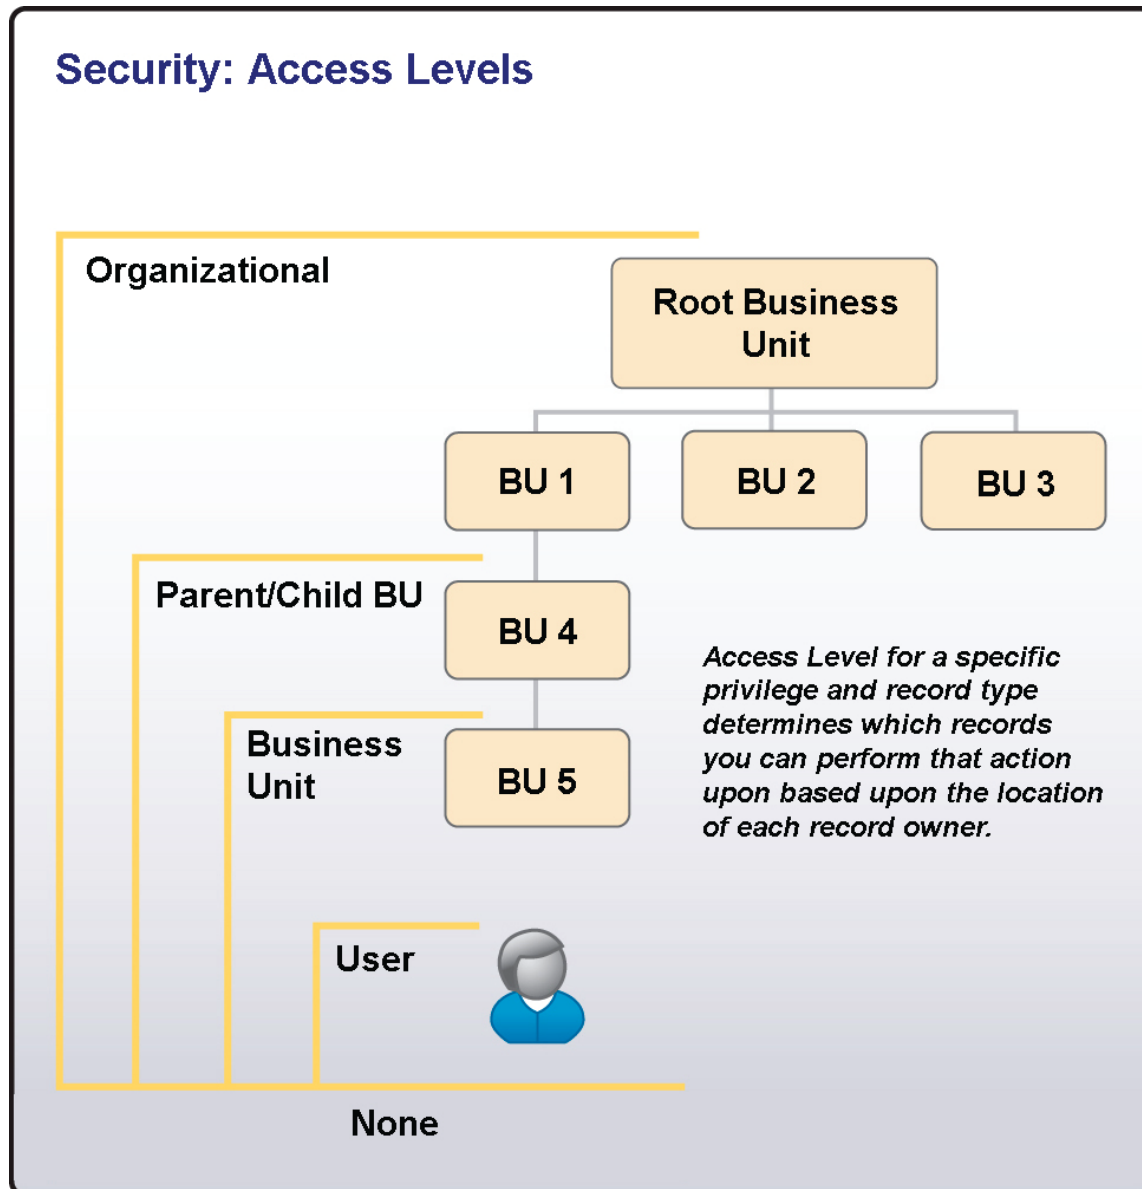 Security: Access Levels
Organizational
Root Business
Unit
BU 1
BU 2
BU 3
Parent/Child BU
BU 4
Access Level for a specific
privilege and record type
determines which records
you can perform that action
upon based upon the location
of each record owner.
Business
Unit
BU 5
User
None